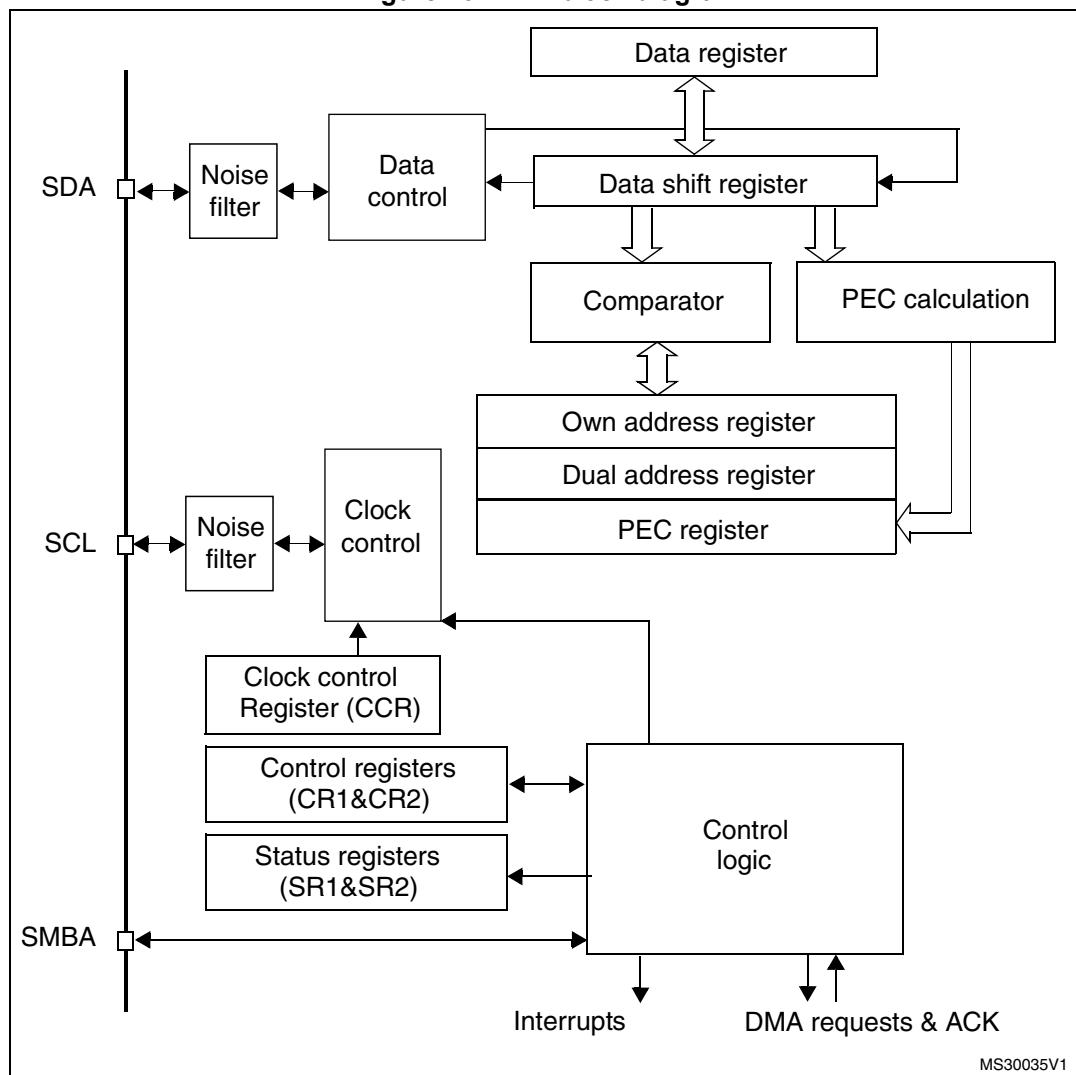 Data register
Data
control
Noise
filter
SDA
Data shift register
Comparator
PEC calculation
Own address register
Dual address register
PEC register
Clock
control
Noise
filter
SCL
Clock control
Register (CCR)
Control registers
(CR1&CR2)
Status registers
(SR1&SR2)
Control
logic
SMBA
Interrupts
DMA requests & ACK
MS30035V1